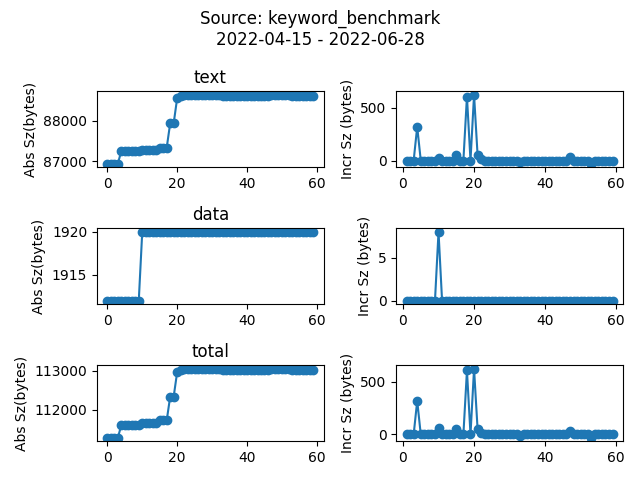 Source: keyword_benchmark
2022-04-15 - 2022-06-28
text
Abs Sz(bytes)
88000
87000
0 20 40 60
Incr Sz (bytes)
500
0
0 20 40 60
data
Abs Sz(bytes)
1920
1915
0 20 40 60
Incr Sz (bytes)
5
0
0 20 40 60
total
Abs Sz(bytes)
113000
112000
0 20 40 60
Incr Sz (bytes)
500
0
0 20 40 60